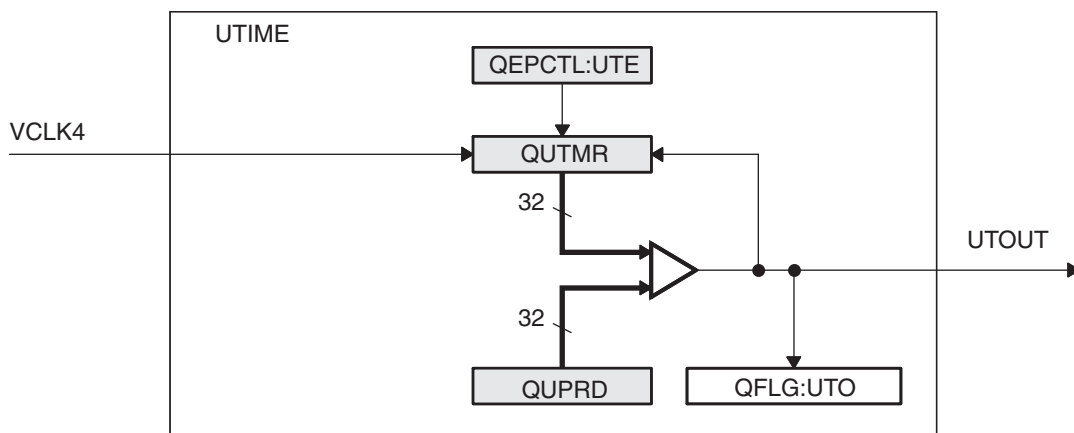 UTIME
QEPCTL:UTE
VCLK4
QUTMR
32
UTOUT
32
QUPRD
QFLG:UTO